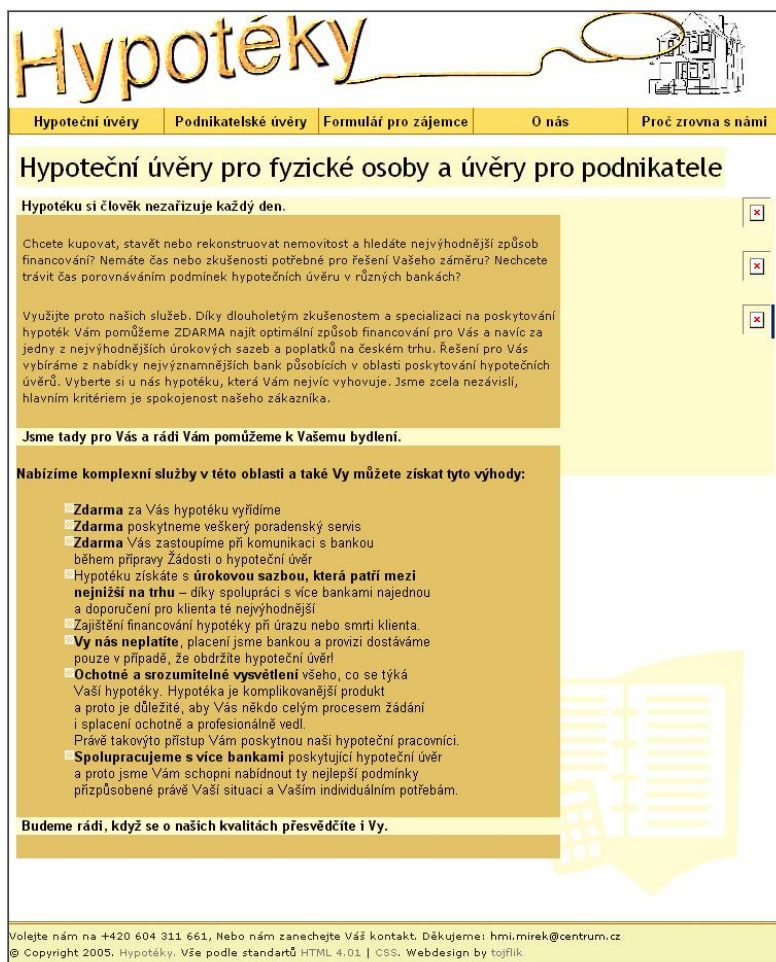 Hypotéky
Hypoteční úvěry
Podnikatelské úvěry
Formulář pro zájemce
O nás
Proč zrovna s námi
Hypoteční úvěry pro fyzické osoby a úvěry pro podnikatele
Hypotéku si člověk nezařizuje každý den.
Chcete kupovat, stavět nebo rekonstruovat nemovitost a hledáte nejvýhodnější způsob
financování? Nemáte čas nebo zkušenosti potřebné pro řešení Vašeho záměru? Nechcete
trávit čas porovnáváním podmínek hypotečních úvěru v různých bankách?
Využijte proto našich služeb. Díky dlouholetým zkušenostem a specializaci na poskytování
hypoték Vám pomůžeme ZDARMA najít optimální způsob financování pro Vás a navíc za
jedny z nejvýhodnějších úrokových sazeb a poplatků na českém trhu. Řešení pro Vás
vybíráme z nabídky nejvýznamnějších bank působících v oblasti poskytování hypotečních
úvěrů. Vyberte si u nás hypotéku, která Vám nejvíc vyhovuje. Jsme zcela nezávislí,
hlavním kritériem je spokojenost našeho zákazníka.
Jsme tady pro Vás a rádi Vám pomůžeme k Vašemu bydlení.
Nabízíme komplexní služby v této oblasti a také Vy můžete získat tyto výhody:
Zdarma za Vás hypotéku vyřídíme
Zdarma poskytneme veškerý poradenský servis
Zdarma Vás zastoupíme při komunikaci s bankou
během přípravy Žádosti o hypoteční úvěr
Hypotéku získáte s úrokovou sazbou, která patří mezi
nejnižší na trhu – díky spolupráci s více bankami najednou
a doporučení pro klienta té nejvýhodnější
Zajištění financování hypotéky při úrazu nebo smrti klienta.
Vy nás neplatíte, placení jsme bankou a provizi dostáváme
pouze v případě, že obdržíte hypoteční úvěr!
Ochotné a srozumitelné vysvětlení všeho, co se týká
Vaší hypotéky. Hypotéka je komplikovanější produkt
a proto je důležité, aby Vás někdo celým procesem žádání
i splacení ochotně a profesionálně vedl.
Právě takovýto přístup Vám poskytnou naši hypoteční pracovníci.
Spolupracujeme s více bankami poskytující hypoteční úvěr
a proto jsme Vám schopni nabídnout ty nejlepší podmínky
přizpůsobené právě Vaší situaci a Vaším individuálním potřebám.
Budeme rádi, když se o našich kvalitách přesvědčíte i Vy.
Volejte nám na +420 604 311 661, Nebo nám zanechejte Váš kontakt. Děkujeme: hmi.mirek@centrum.cz
© Copyright 2005. Hypotéky. Vše podle standartů HTML 4.01 | CSS. Webdesign by tojflik